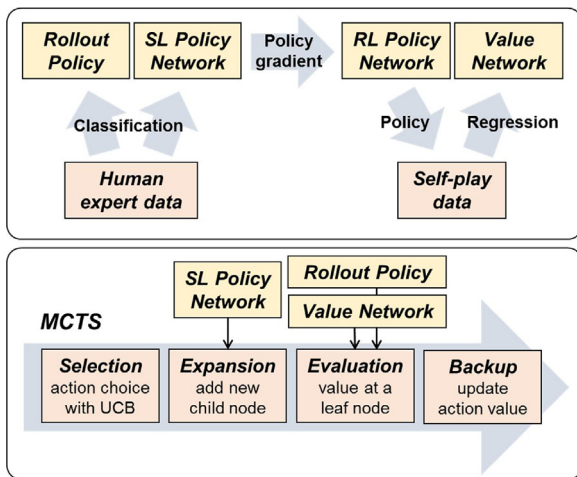 Rollout
Policy
SL Policy
Network
Policy
gradient
RL Policy
Network
Value
Network
Classification
Policy
Regression
Human
expert data
Self-play
data
SL Policy
Network
Rollout Policy
Value Network
MCTS
Selection
action choice
with UCB
Expansion
add new
child node
Evaluation
value at a
leaf node
Backup
update
action value